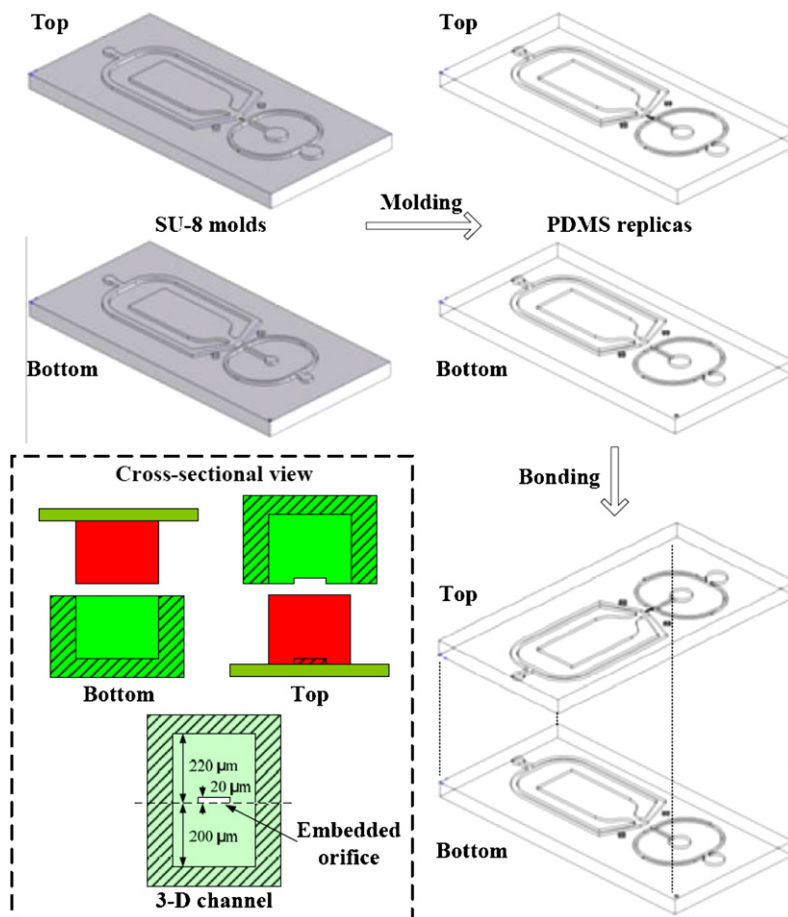 Top
Top
SU-8 molds
Molding
PDMS replicas
Bottom
Bottom
Bonding
Cross-sectional view
Bottom
Top
220 µm
20 µm
200 µm
Embedded
orifice
3-D channel
Top
Bottom